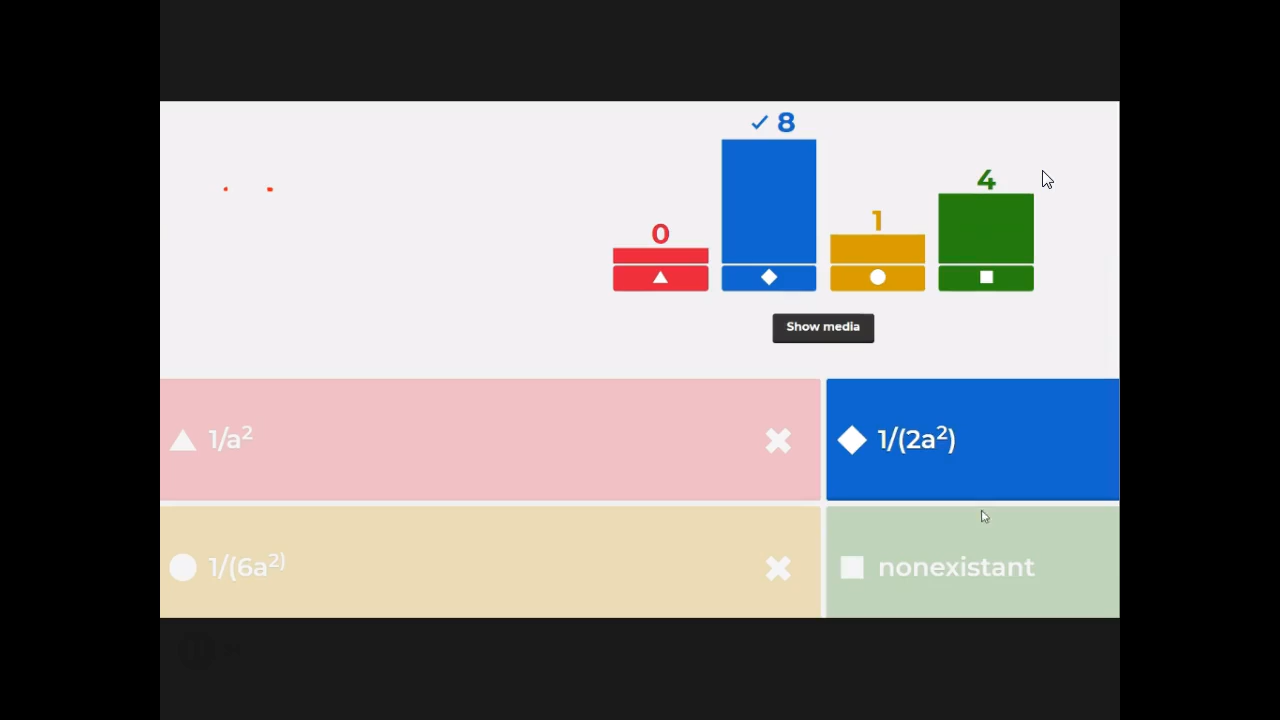 8
4
1
0
Show media
1/a²
1/(2a²)
1/(6a²⁾
nonexistant